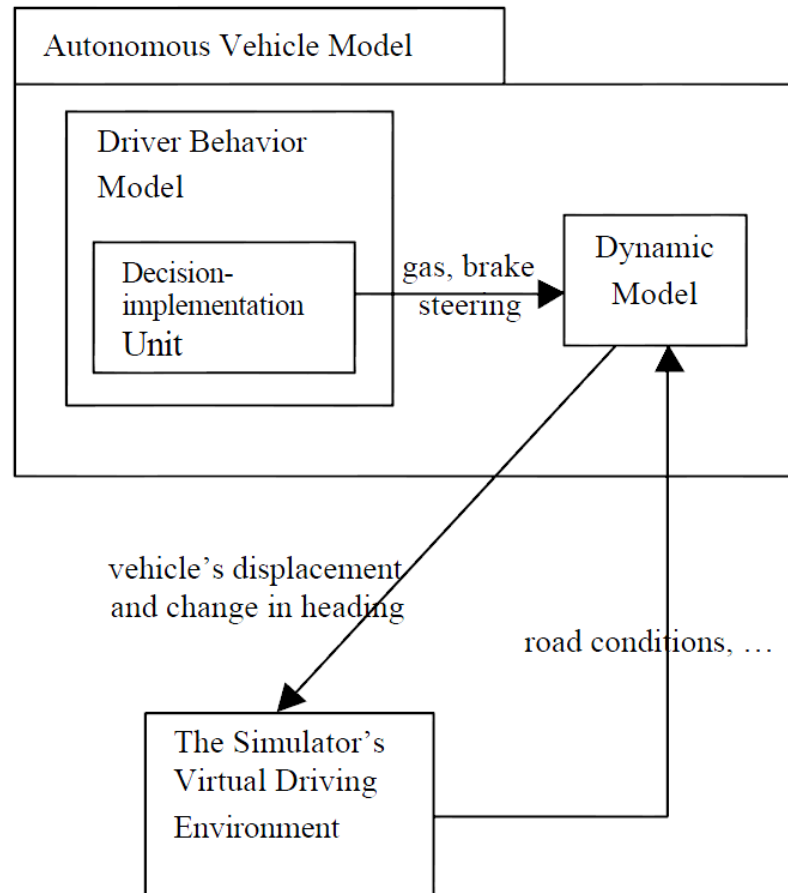 Autonomous Vehicle Model
Driver Behavior
Model
Decision-
implementation
Unit
gas, brake
steering
Dynamic
Model
vehicle’s displacement
and change in heading
road conditions, …
The Simulator’s
Virtual Driving
Environment